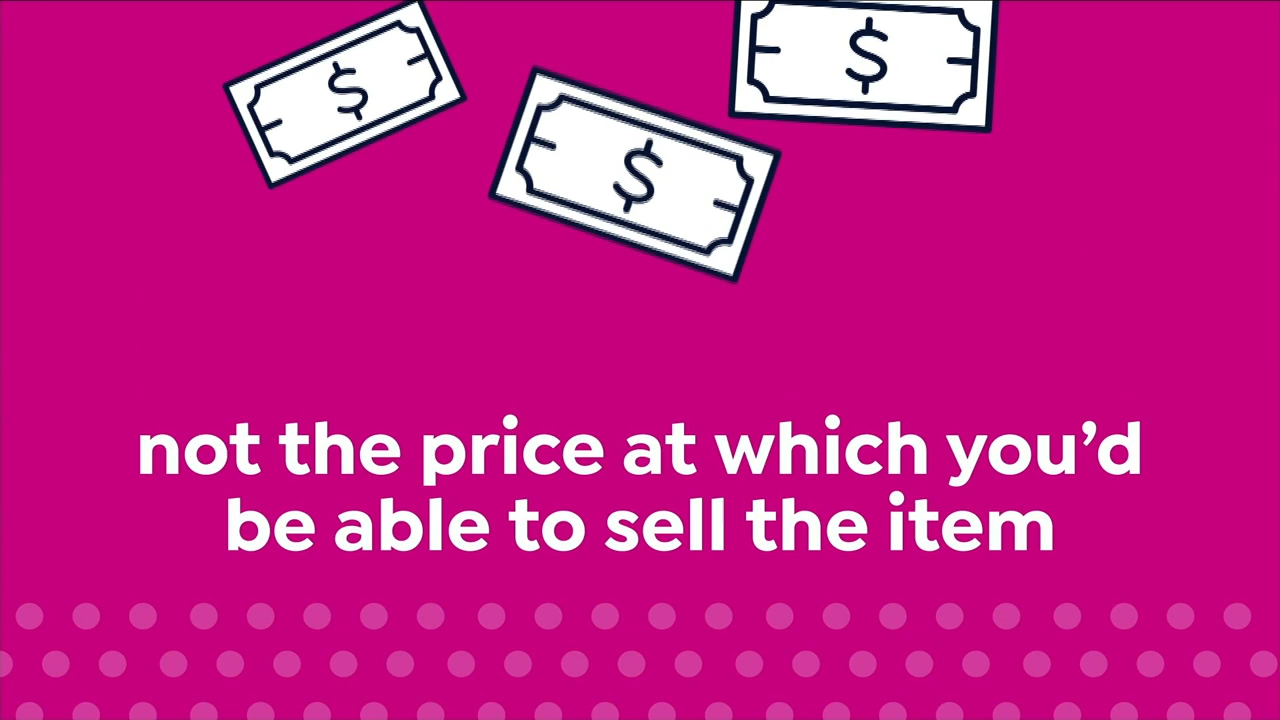 $
$
$
not the price at which you’d
be able to sell the item